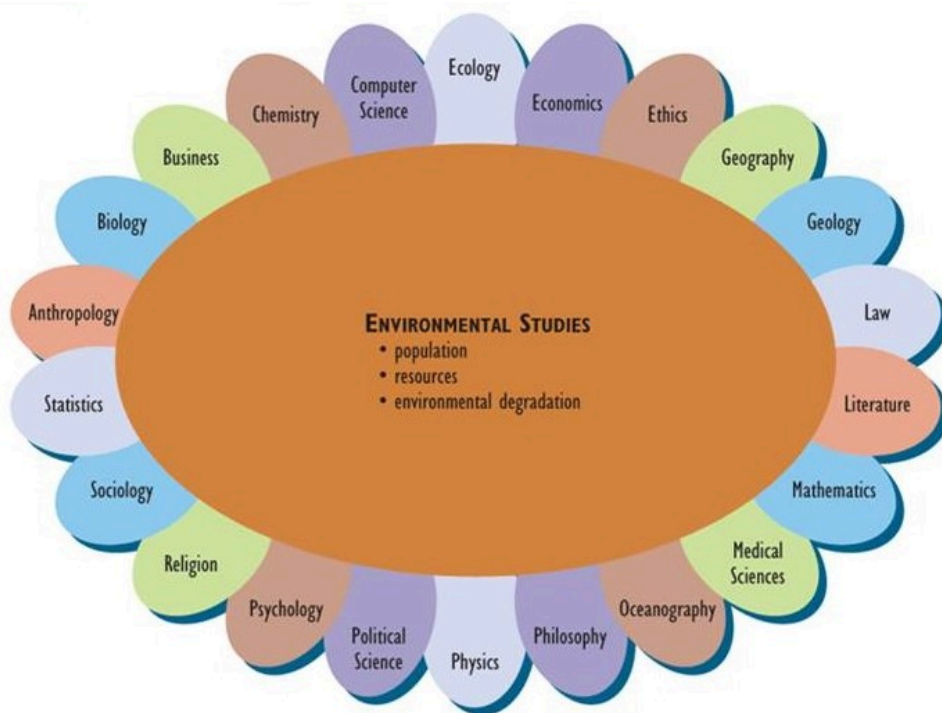 Ecology
Economics
Ethics
Geography
Geology
Law
Literature
Mathematics
Medical
Sciences
Oceanography
Philosophy
Physics
Political
Science
Psychology
Religion
Sociology
Statistics
Anthropology
Biology
Business
Chemistry
Computer
Science
ENVIRONMENTAL STUDIES
• population
• resources
• environmental degradation